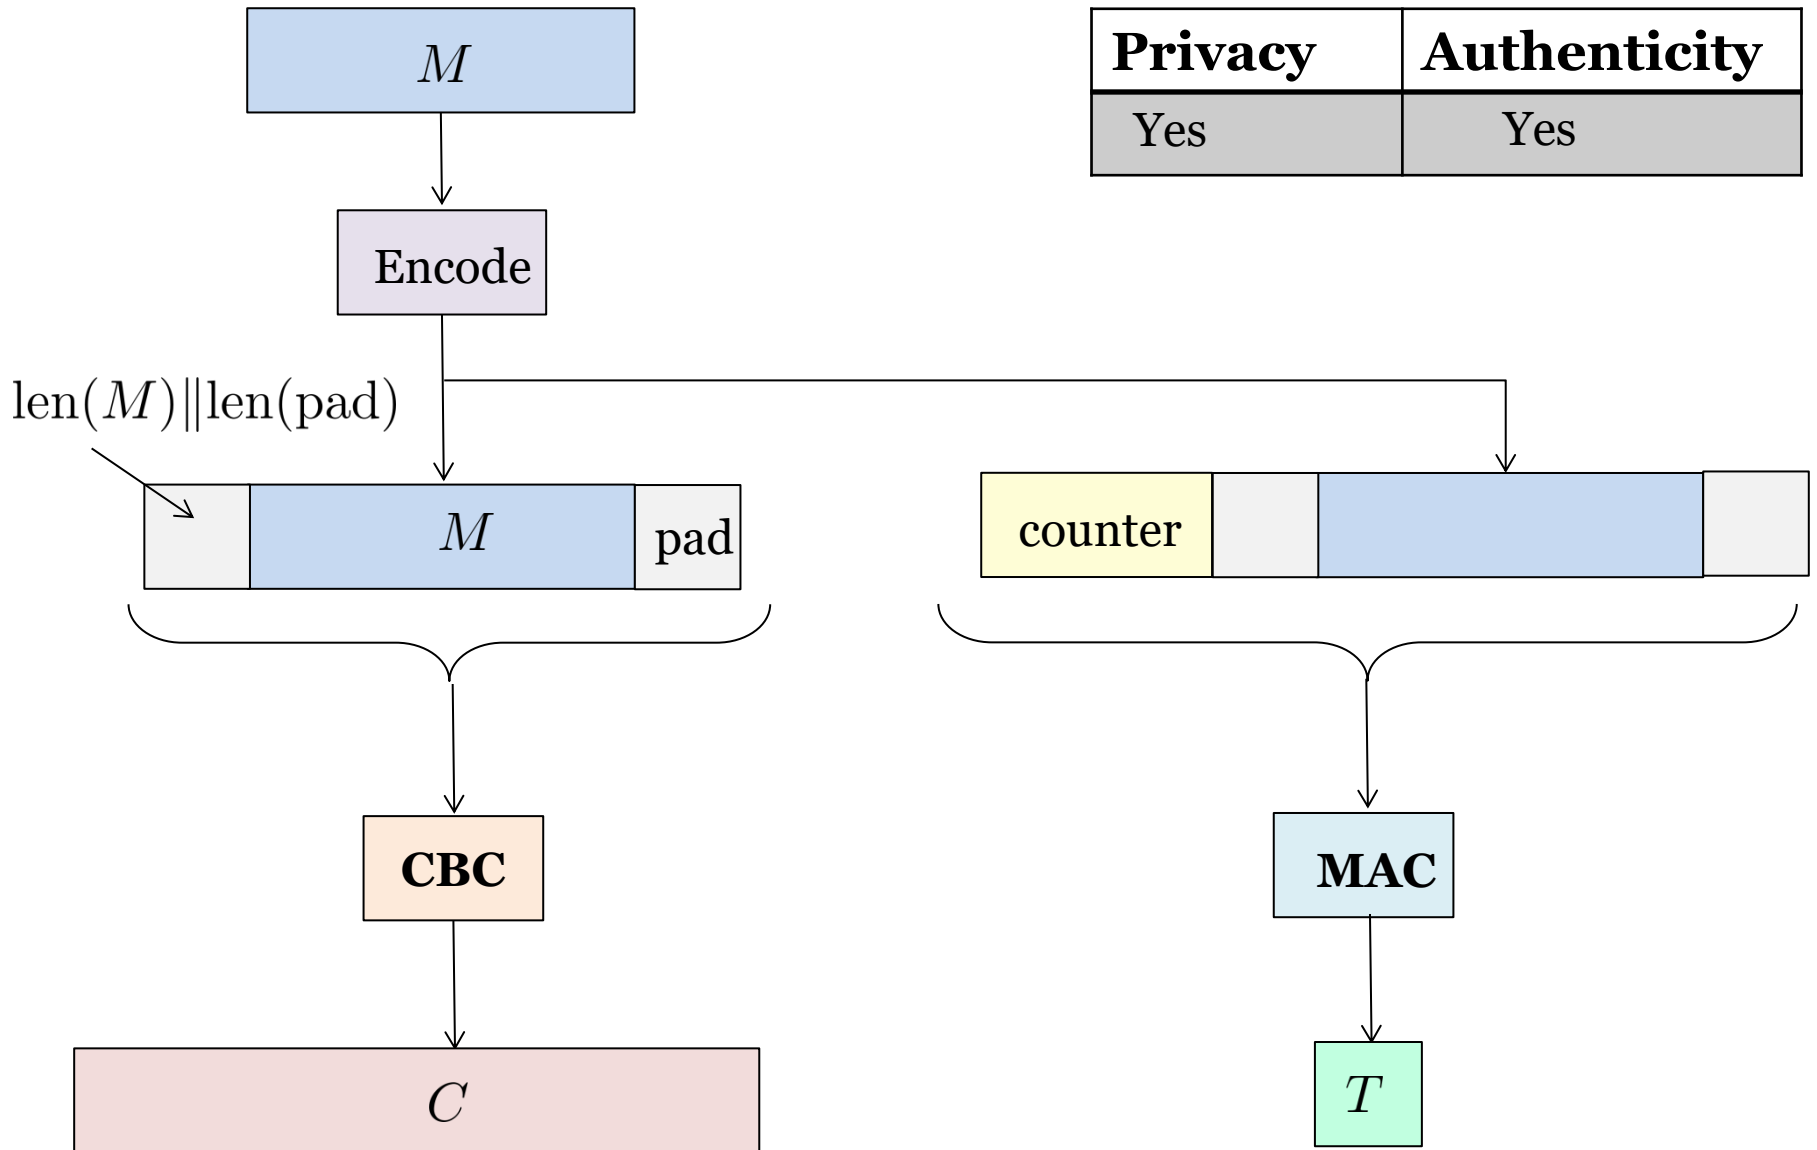 M
Privacy Authenticity
Yes Yes
Encode
len(M)‖len(pad)
M pad
counter
CBC
MAC
C
T